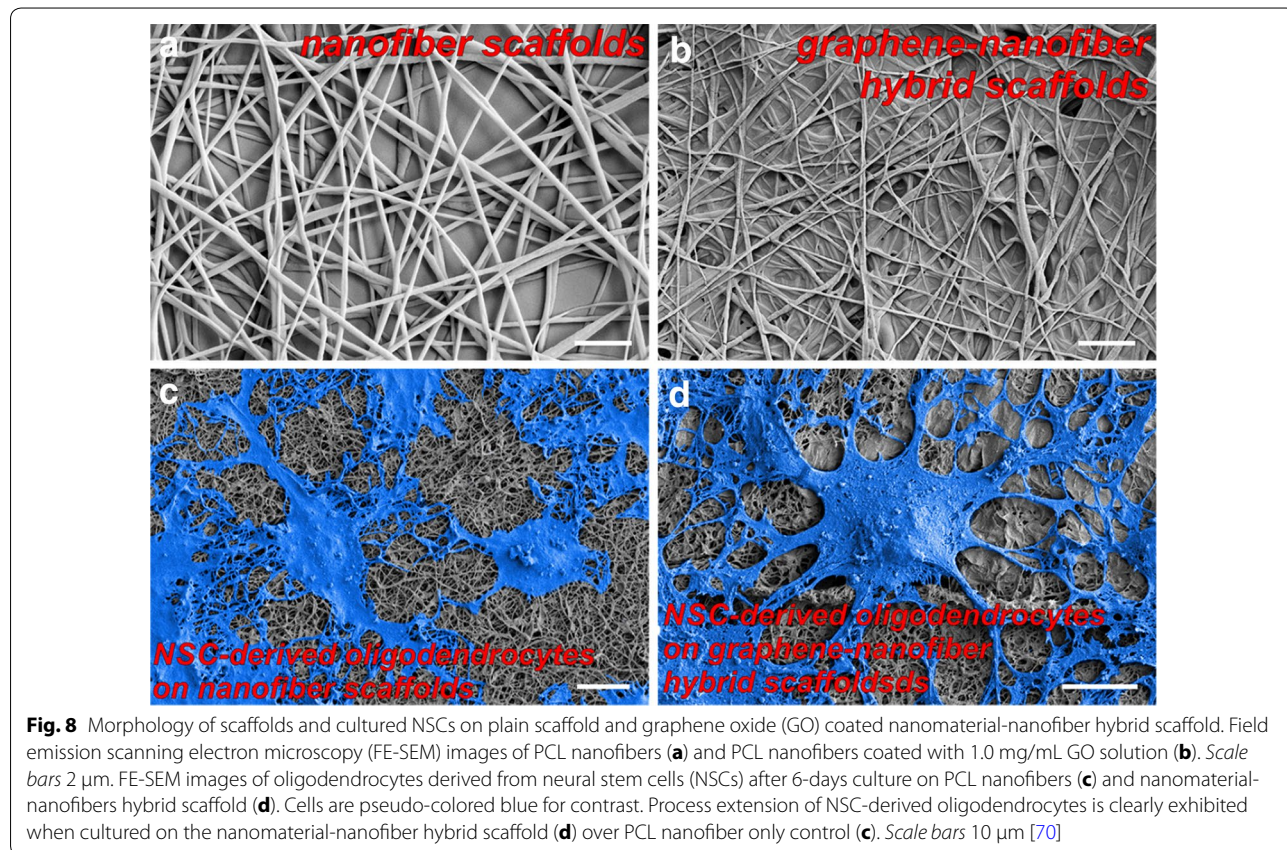 a
nanofiber scaffolds
b
graphene-nanofiber
hybrid scaffolds
c
NSC-derived oligodendrocytes
on nanofiber scaffolds
d
NSC-derived oligodendrocytes
on graphene-nanofiber
hybrid scaffoldsds
Fig. 8 Morphology of scaffolds and cultured NSCs on plain scaffold and graphene oxide (GO) coated nanomaterial-nanofiber hybrid scaffold. Field
emission scanning electron microscopy (FE-SEM) images of PCL nanofibers (a) and PCL nanofibers coated with 1.0 mg/mL GO solution (b). Scale
bars 2 μm. FE-SEM images of oligodendrocytes derived from neural stem cells (NSCs) after 6-days culture on PCL nanofibers (c) and nanomaterial-
nanofibers hybrid scaffold (d). Cells are pseudo-colored blue for contrast. Process extension of NSC-derived oligodendrocytes is clearly exhibited
when cultured on the nanomaterial-nanofiber hybrid scaffold (d) over PCL nanofiber only control (c). Scale bars 10 μm [70]